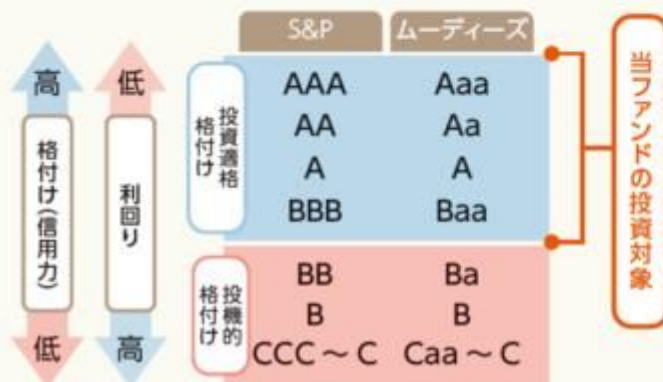 S&P ムーディーズ
高 低
格付け(信用力)
利回り
低 高
投資適格
格付け
AAA Aaa
AA Aa
A A
BBB Baa
投機的
格付け
BB Ba
B B
CCC～C Caa～C
当ファンドの投資対象